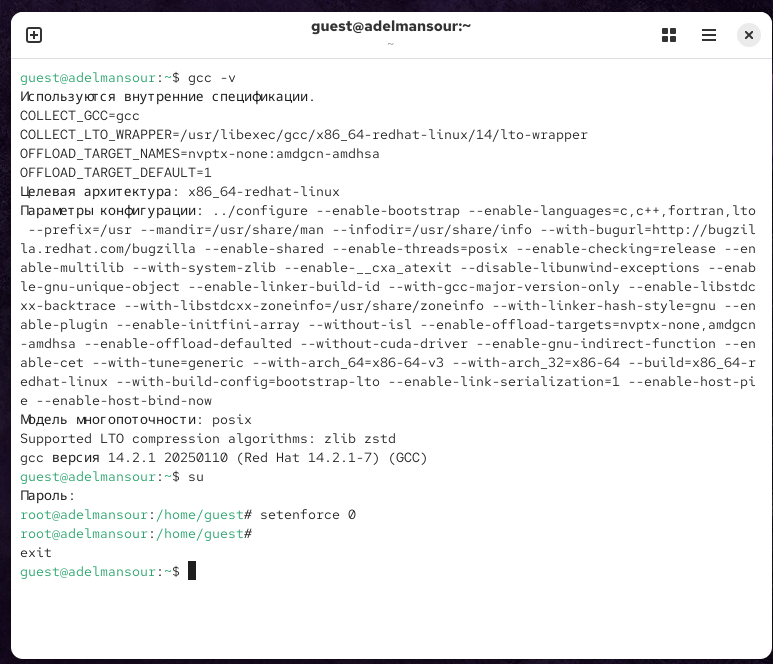 guest@adelmansour:~
~
guest@adelmansour:~$ gcc -v
Используются внутренние спецификации.
COLLECT_GCC=gcc
COLLECT_LTO_WRAPPER=/usr/libexec/gcc/x86_64-redhat-linux/14/lto-wrapper
OFFLOAD_TARGET_NAMES=nvptx-none:amdgcn-amdhsa
OFFLOAD_TARGET_DEFAULT=1
Целевая архитектура: x86_64-redhat-linux
Параметры конфигурации: ../configure --enable-bootstrap --enable-languages=c,c++,fortran,lto
 --prefix=/usr --mandir=/usr/share/man --infodir=/usr/share/info --with-bugurl=http://bugzil
la.redhat.com/bugzilla --enable-shared --enable-threads=posix --enable-checking=release --en
able-multilib --with-system-zlib --enable-__cxa_atexit --disable-libunwind-exceptions --enab
le-gnu-unique-object --enable-linker-build-id --with-gcc-major-version-only --enable-libstdc
xx-backtrace --with-libstdcxx-zoneinfo=/usr/share/zoneinfo --with-linker-hash-style=gnu --en
able-plugin --enable-initfini-array --without-isl --enable-offload-targets=nvptx-none,amdgcn
-amdhsa --enable-offload-defaulted --without-cuda-driver --enable-gnu-indirect-function --en
able-cet --with-tune=generic --with-arch_64=x86-64-v3 --with-arch_32=x86-64 --build=x86_64-r
edhat-linux --with-build-config=bootstrap-lto --enable-link-serialization=1 --enable-host-pi
e --enable-host-bind-now
Модель многопоточности: posix
Supported LTO compression algorithms: zlib zstd
gcc версия 14.2.1 20250110 (Red Hat 14.2.1-7) (GCC)
guest@adelmansour:~$ su
Пароль:
root@adelmansour:/home/guest# setenforce 0
root@adelmansour:/home/guest#
exit
guest@adelmansour:~$